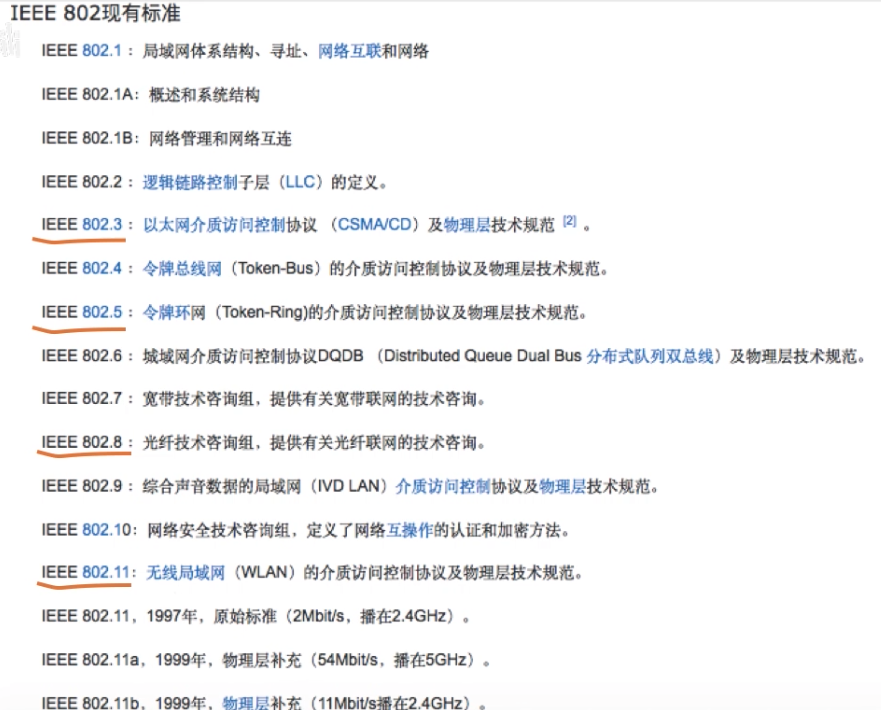 IEEE 802现有标准
IEEE 802.1 ：局域网体系结构、寻址、网络互联和网络
IEEE 802.1A：概述和系统结构
IEEE 802.1B：网络管理和网络互连
IEEE 802.2 ：逻辑链路控制子层（LLC）的定义。
IEEE 802.3 ：以太网介质访问控制协议 （CSMA/CD）及物理层技术规范 [2] 。
IEEE 802.4 ：令牌总线网（Token-Bus）的介质访问控制协议及物理层技术规范。
IEEE 802.5 ：令牌环网（Token-Ring)的介质访问控制协议及物理层技术规范。
IEEE 802.6 ：城域网介质访问控制协议DQDB （Distributed Queue Dual Bus 分布式队列双总线）及物理层技术规范。
IEEE 802.7 ：宽带技术咨询组，提供有关宽带联网的技术咨询。
IEEE 802.8 ：光纤技术咨询组，提供有关光纤联网的技术咨询。
IEEE 802.9 ：综合声音数据的局域网（IVD LAN）介质访问控制协议及物理层技术规范。
IEEE 802.10：网络安全技术咨询组，定义了网络互操作的认证和加密方法。
IEEE 802.11：无线局域网（WLAN）的介质访问控制协议及物理层技术规范。
IEEE 802.11，1997年，原始标准（2Mbit/s，播在2.4GHz）。
IEEE 802.11a，1999年，物理层补充（54Mbit/s，播在5GHz）。
IEEE 802.11b，1999年，物理层补充（11Mbit/s播在2.4GHz）。